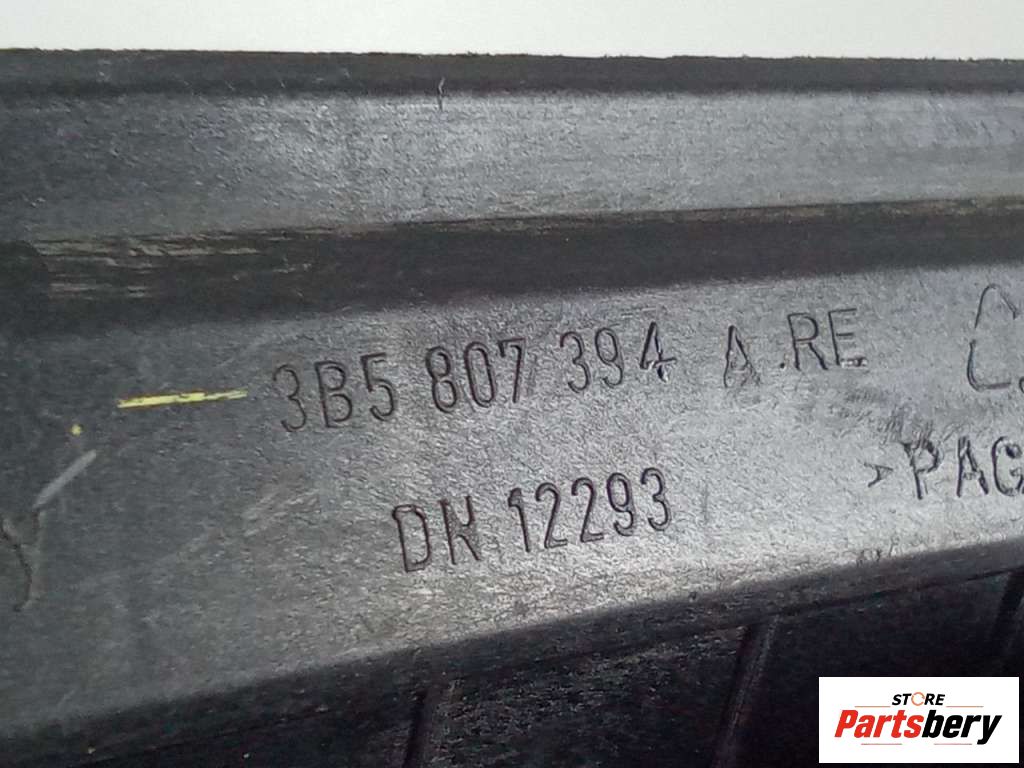 3B5 807 394 A .RE
DN 12293
>PAG
STORE
Partsbery